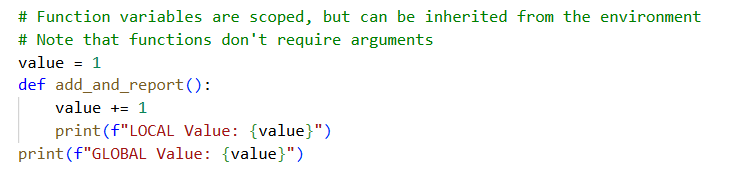 # Function variables are scoped, but can be inherited from the environment
# Note that functions don't require arguments
value = 1
def add_and_report():
    value += 1
    print(f"LOCAL Value: {value}")
print(f"GLOBAL Value: {value}")